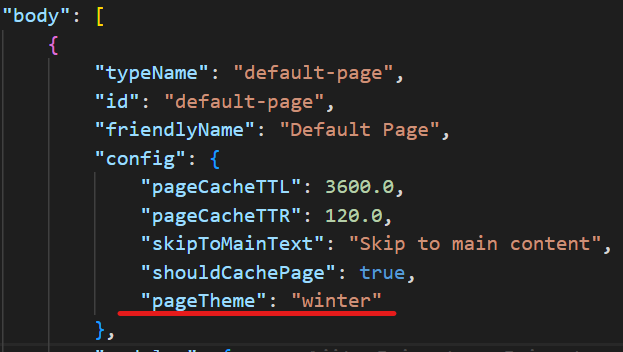 "body": [
{
"typeName": "default-page",
"id": "default-page",
"friendlyName": "Default Page",
"config": {
"pageCacheTTL": 3600.0,
"pageCacheTTR": 120.0,
"skipToMainText": "Skip to main content",
"shouldCachePage": true,
"pageTheme": "winter"
},